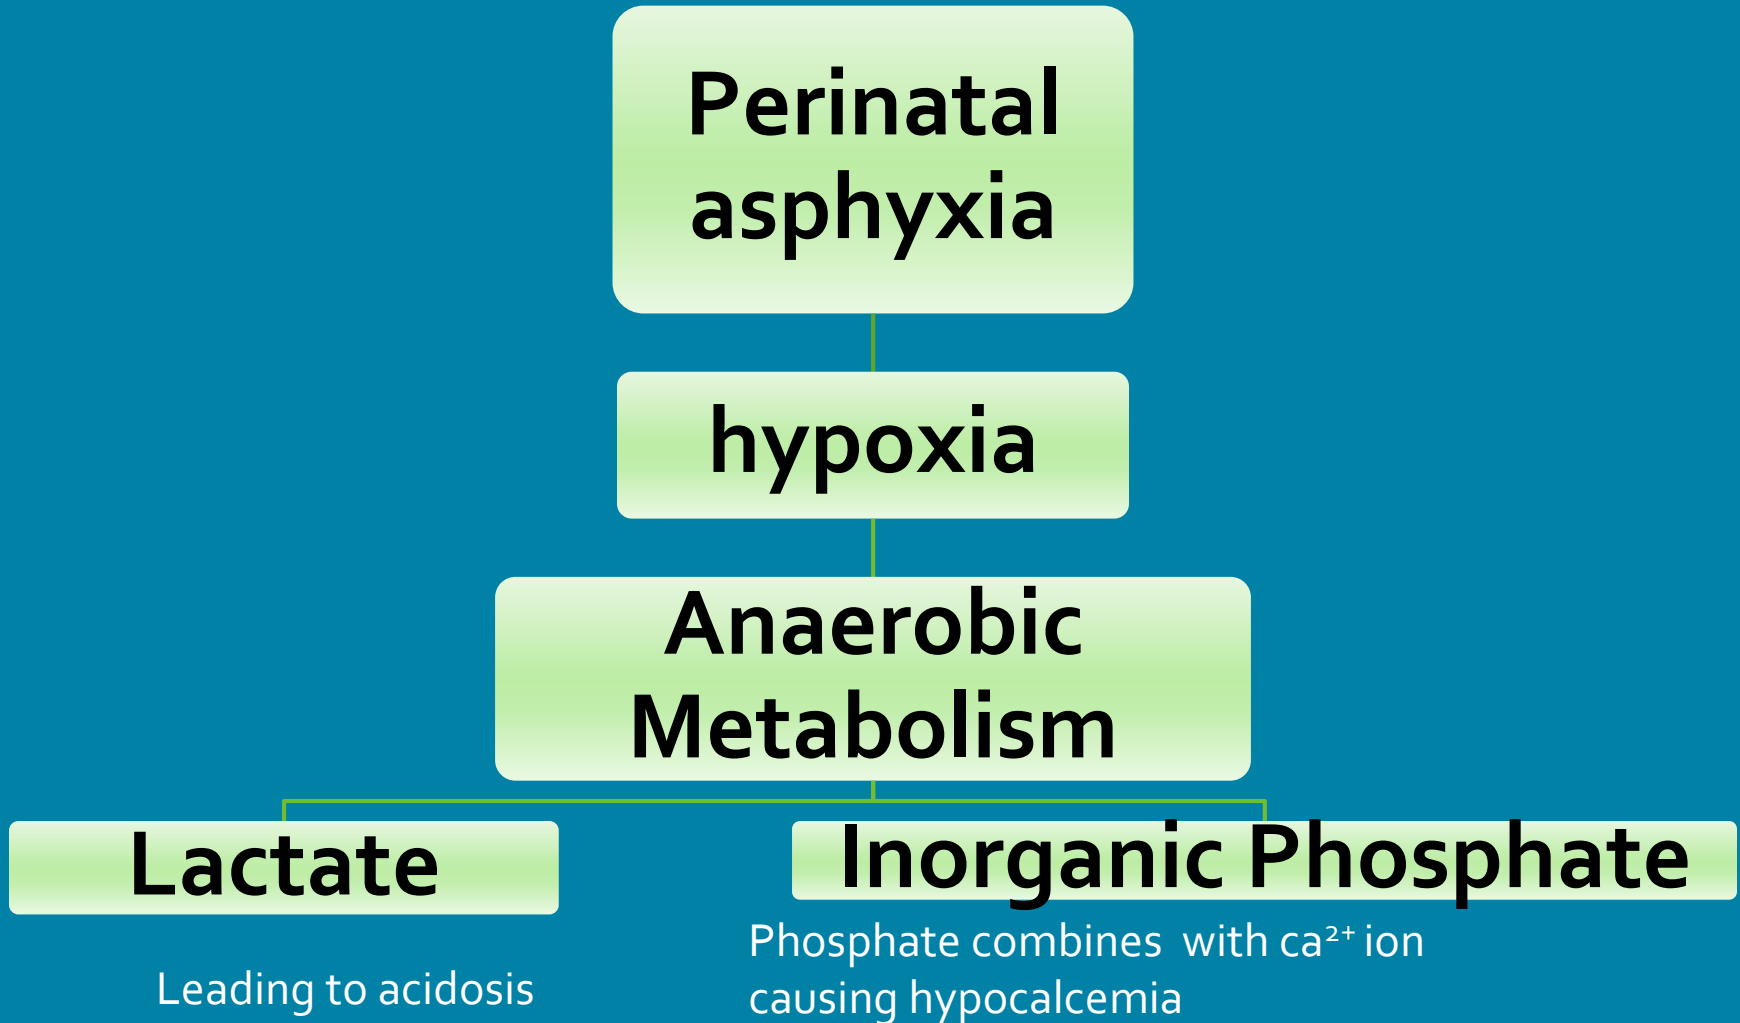 Perinatal
asphyxia
hypoxia
Anaerobic
Metabolism
Lactate
Leading to acidosis
Inorganic Phosphate
Phosphate combines with ca²⁺ ion
causing hypocalcemia